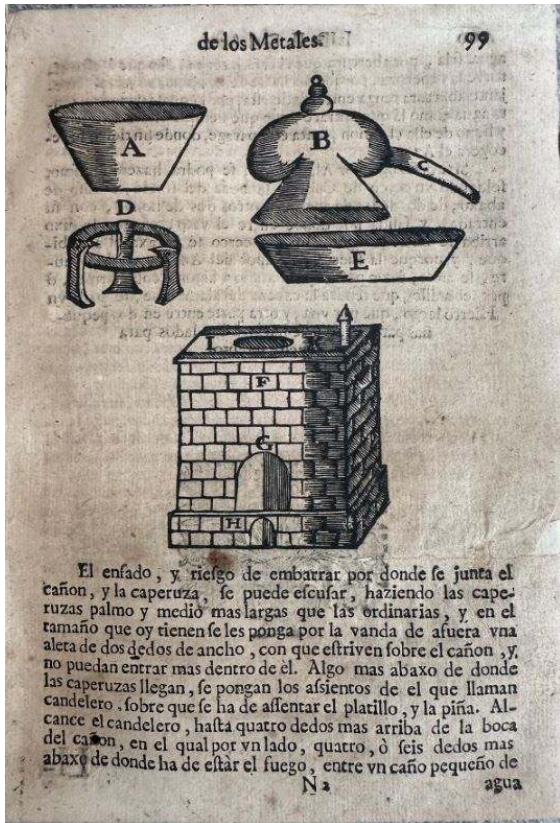 de los Metales. 99
A
B
C
D
E
I K
F
G
H
El enfado, y riesgo de embarrar por donde se junta el
cañon, y la caperuza, se puede escusar, haziendo las cape-
ruzas palmo y medio mas largas que las ordinarias, y en el
tamaño que oy tienen se les ponga por la vanda de afuera vna
aleta de dos dedos de ancho, con que estriven sobre el cañon, y
no puedan entrar mas dentro de èl. Algo mas abaxo de donde
las caperuzas llegan, se pongan los assientos de el que llaman
candelero, sobre que se ha de assentar el platillo, y la piña. Al-
cance el candelero, hasta quatro dedos mas arriba de la boca
del cañon, en el qual por vn lado, quatro, ò seis dedos mas
abaxo de donde ha de estar el fuego, entre vn caño pequeño de
N 2 agua